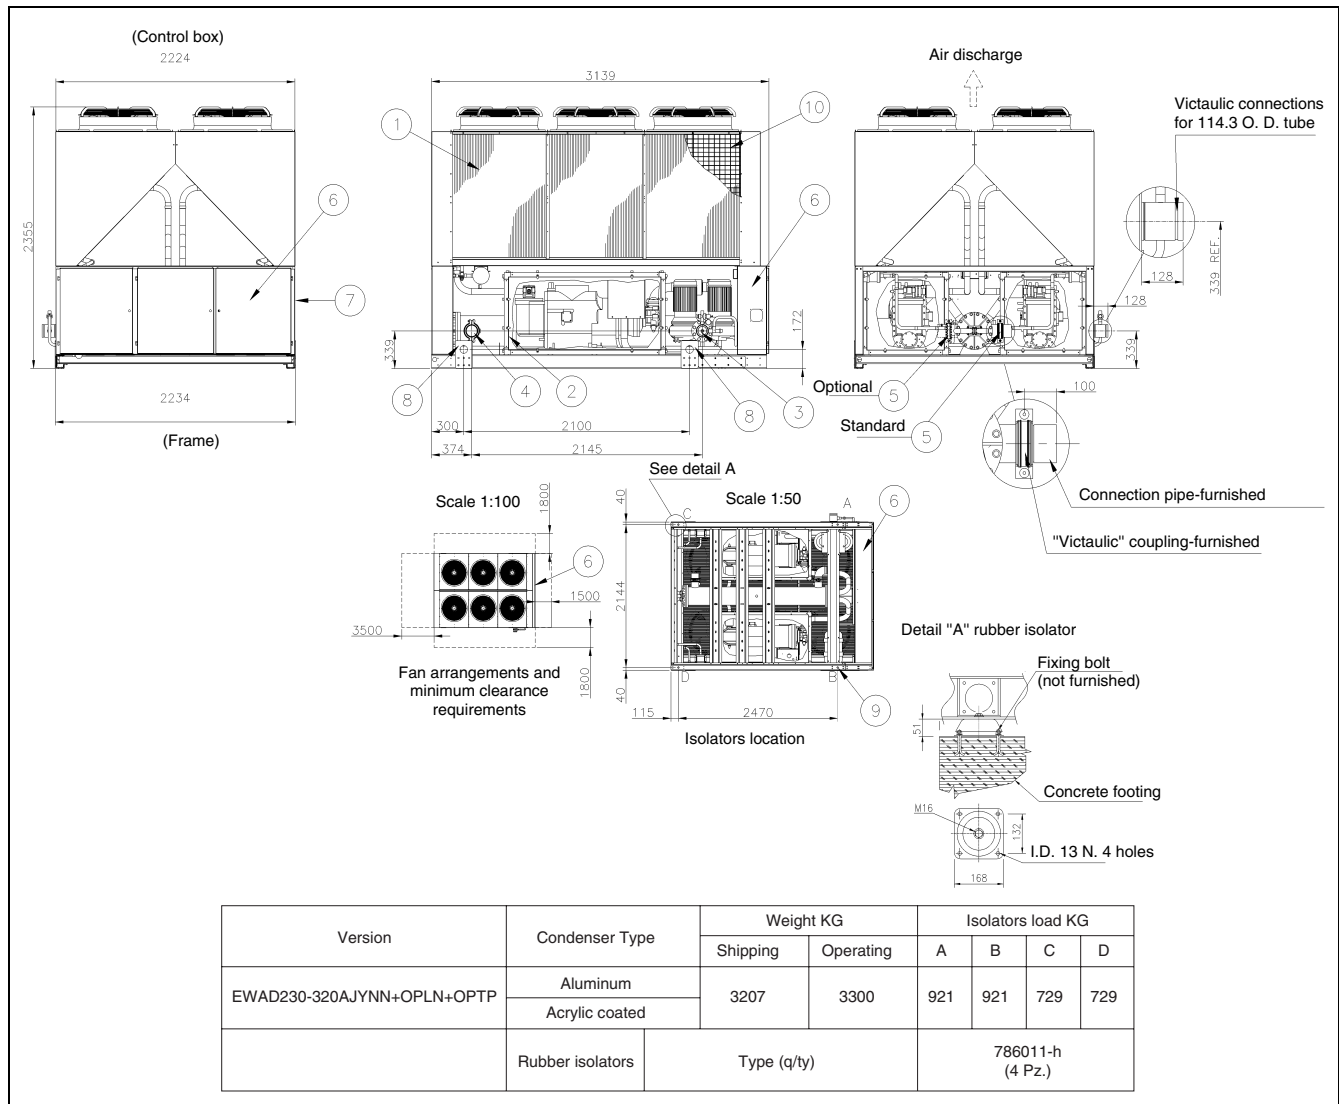 (Control box)
2224
2355
6
7
2234
(Frame)
3139
1
10
6
339
172
8
4
2
8
3
300
2100
374
2145
Air discharge
Victaulic connections
for 114.3 O. D. tube
128
339 REF.
128
339
Optional
5
Standard
5
100
Connection pipe-furnished
"Victaulic" coupling-furnished
Scale 1:100
1800
6
1500
3500
1800
Fan arrangements and
minimum clearance
requirements
See detail A
Scale 1:50
40
C
A
6
2144
D
B
40
115
2470
9
Isolators location
Detail "A" rubber isolator
Fixing bolt
(not furnished)
51
Concrete footing
M16
132
I.D. 13 N. 4 holes
168
Version
Condenser Type
Weight KG
Isolators load KG
Shipping
Operating
A
B
C
D
EWAD230-320AJYNN+OPLN+OPTP
Aluminum
Acrylic coated
3207
3300
921
921
729
729
Rubber isolators
Type (q/ty)
786011-h
(4 Pz.)